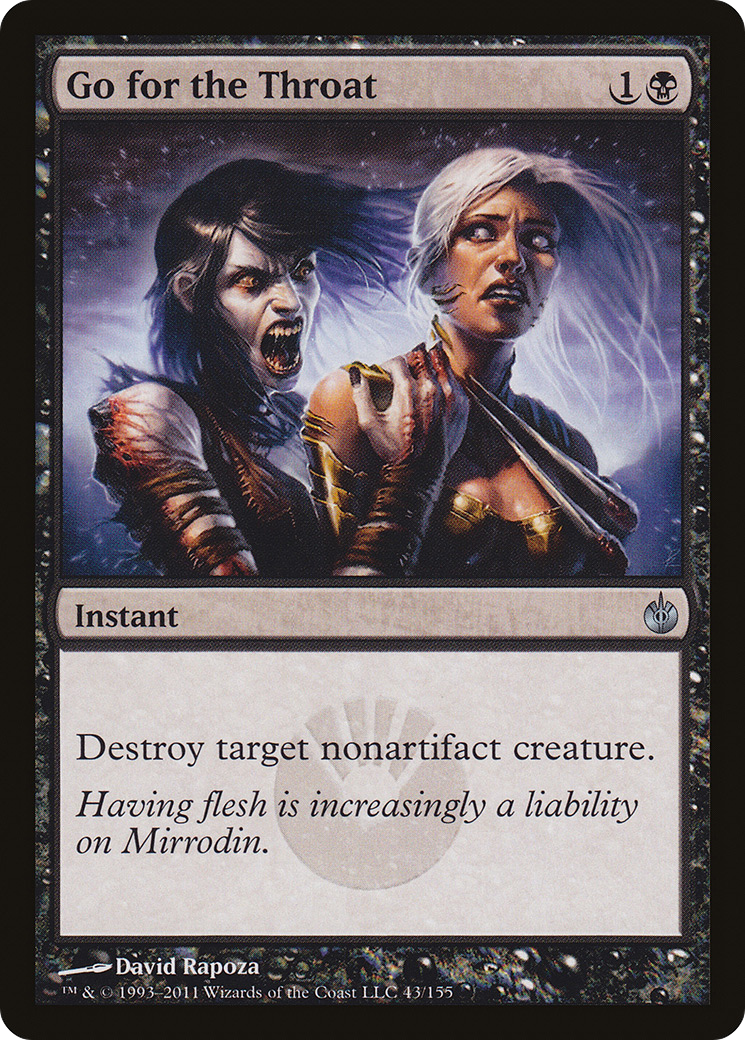 Go for the Throat 1
Instant
Destroy target nonartifact creature.
Having flesh is increasingly a liability
on Mirrodin.
David Rapoza
™ & © 1993–2011 Wizards of the Coast LLC 43/155